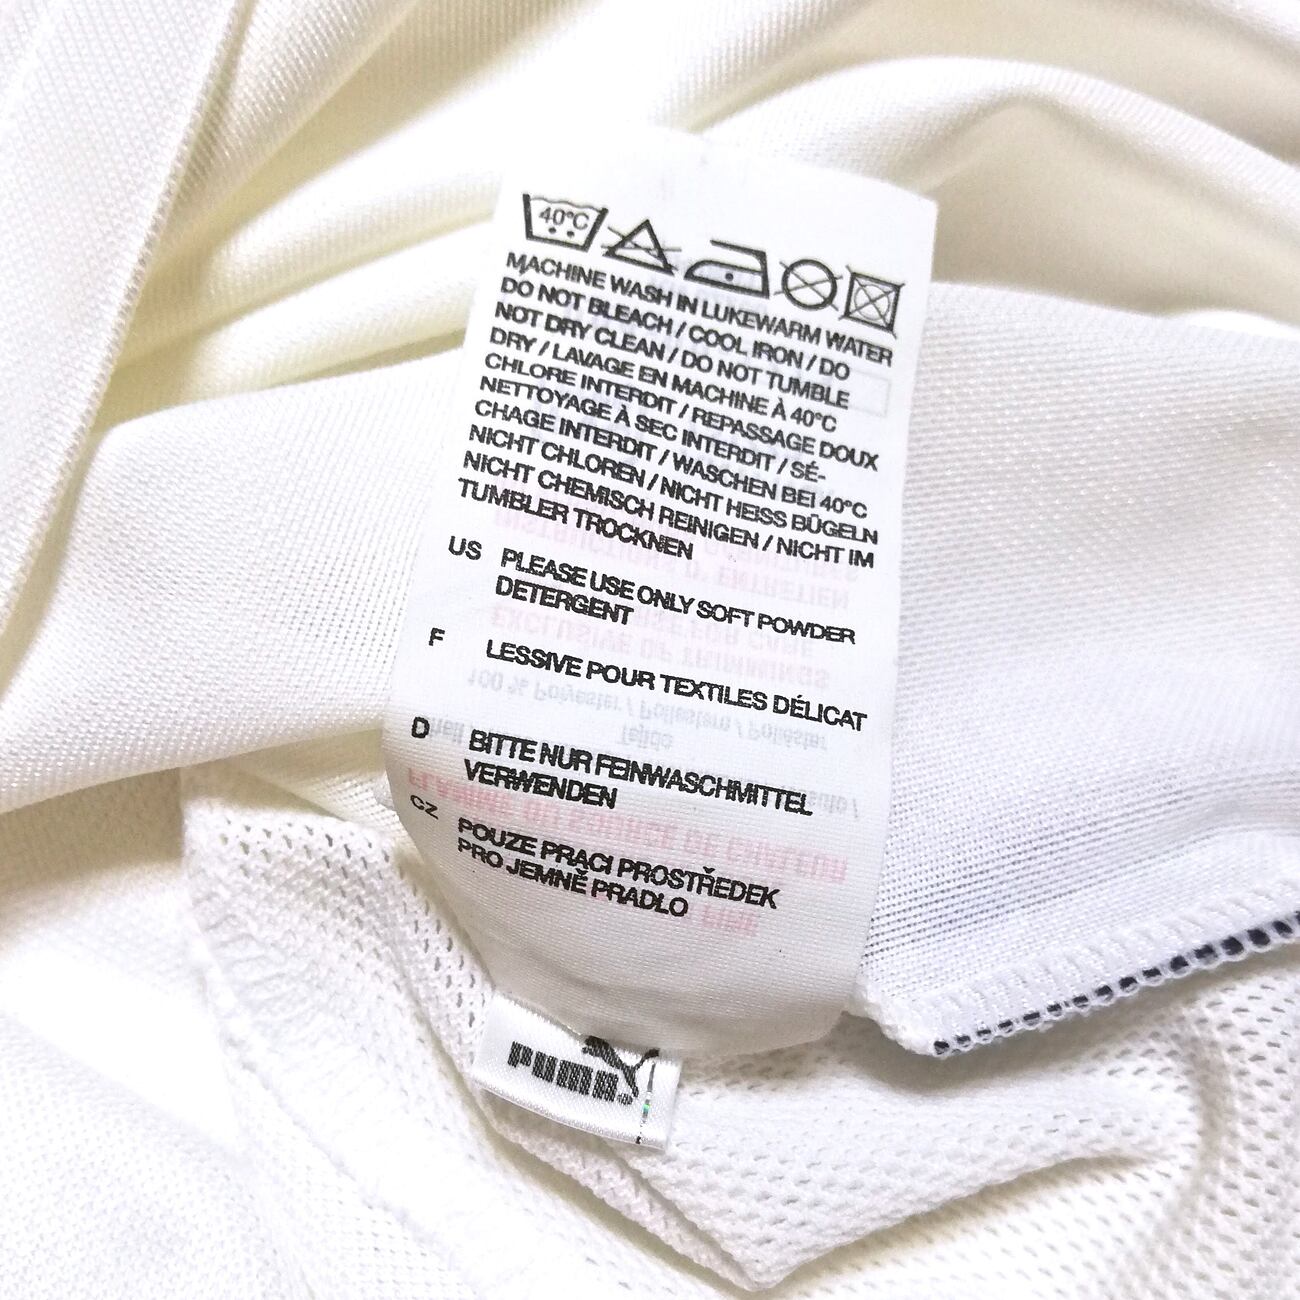 40°C
MACHINE WASH IN LUKEWARM WATER
DO NOT BLEACH / COOL IRON / DO
NOT DRY CLEAN / DO NOT TUMBLE
DRY / LAVAGE EN MACHINE À 40°C
CHLORE INTERDIT / REPASSAGE DOUX
NETTOYAGE À SEC INTERDIT / SÉ-
CHAGE INTERDIT / WASCHEN BEI 40°C
NICHT CHLOREN / NICHT HEISS BÜGELN
NICHT CHEMISCH REINIGEN / NICHT IM
TUMBLER TROCKNEN
US PLEASE USE ONLY SOFT POWDER
DETERGENT
F LESSIVE POUR TEXTILES DÉLICAT
D BITTE NUR FEINWASCHMITTEL
VERWENDEN
CZ POUZE PRACI PROSTŘEDEK
PRO JEMNĚ PRADLO
PUMA